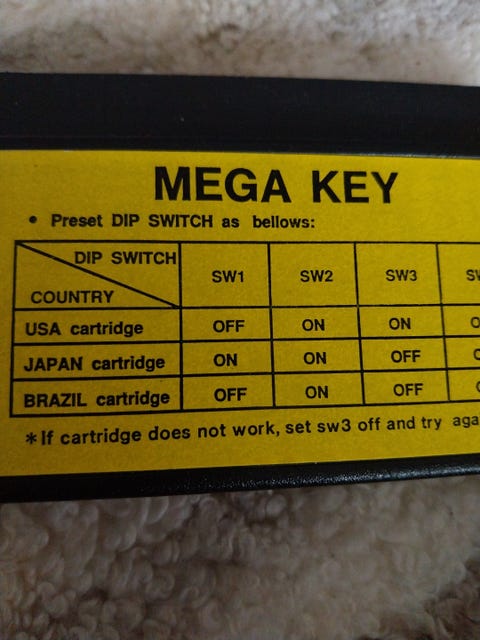 MEGA KEY
• Preset DIP SWITCH as bellows:
DIP SWITCH
COUNTRY
SW1 SW2 SW3
USA cartridge OFF ON ON
JAPAN cartridge ON ON OFF
BRAZIL cartridge OFF ON OFF
*If cartridge does not work, set sw3 off and try